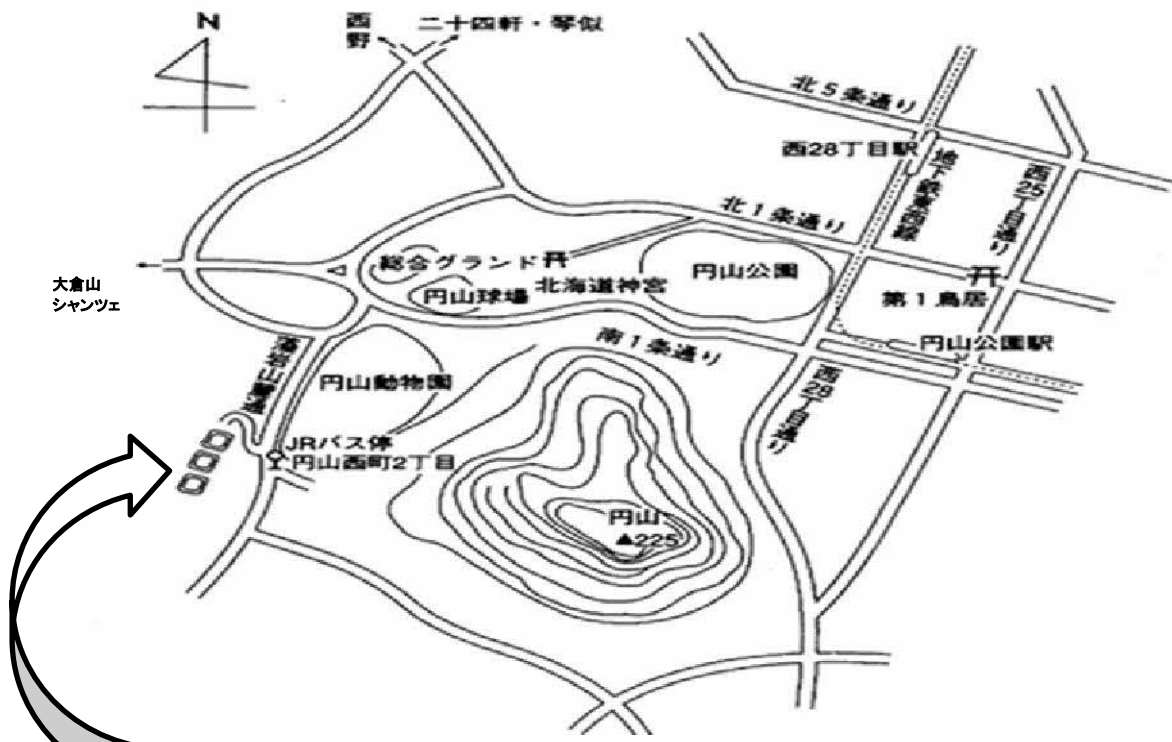 N
西野
二十四軒・琴似
北5条通り
西28丁目駅
地下鉄東西線
西25丁目通り
北1条通り
総合グランド
円山公園
大倉山
シャンツェ
円山球場
北海道神宮
第1鳥居
南1条通り
円山公園駅
円山動物園
西28丁目通り
JRバス停
円山西町2丁目
円山
▲225